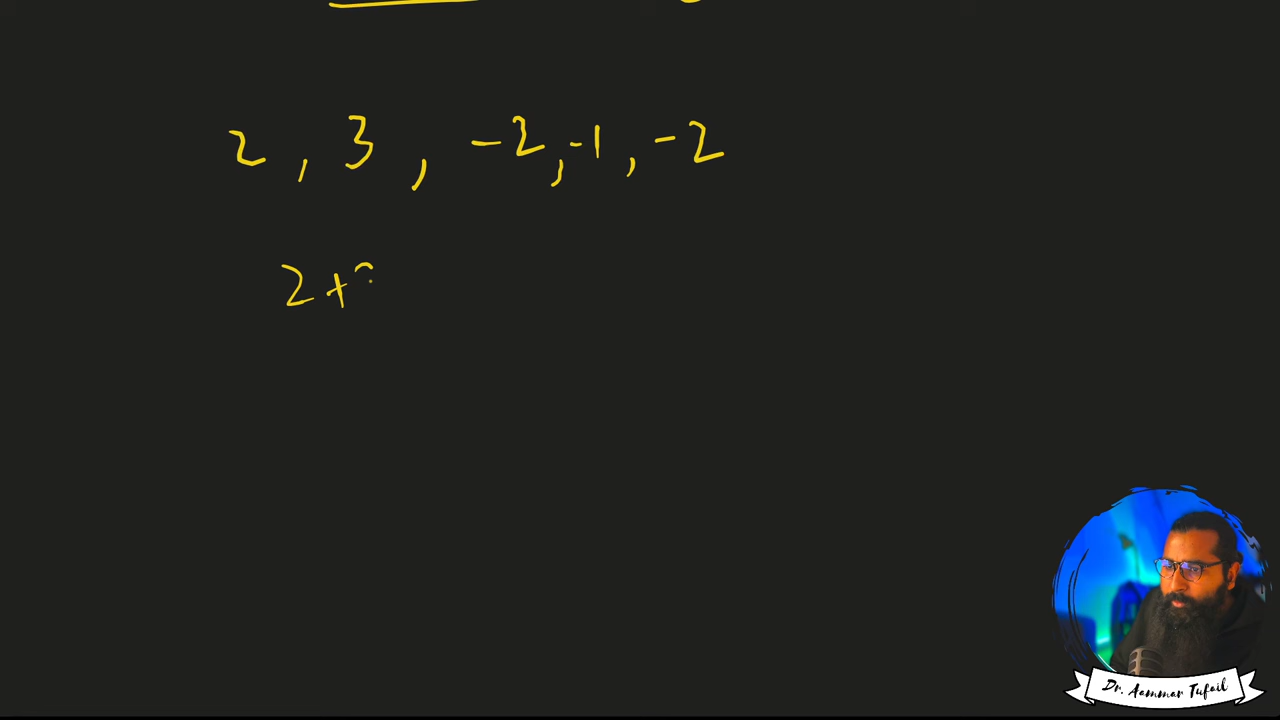 2 , 3 , -2, -1, -2
2 +
Dr. Aammar Tufail